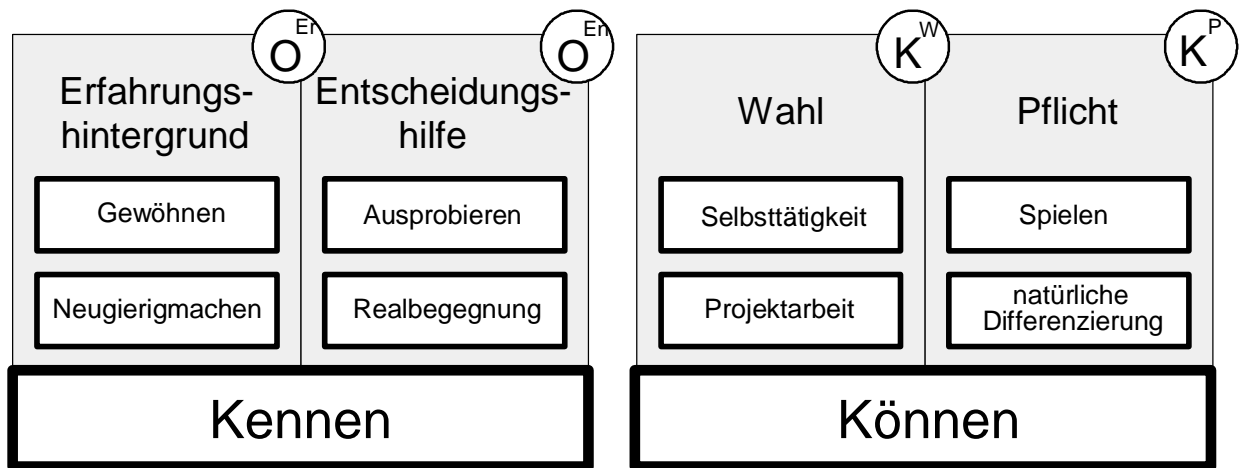 O^Er
O^En
K^W
K^P
Erfahrungs-
hintergrund
Entscheidungs-
hilfe
Wahl
Pflicht
Gewöhnen
Ausprobieren
Selbsttätigkeit
Spielen
Neugierigmachen
Realbegegnung
Projektarbeit
natürliche
Differenzierung
Kennen
Können